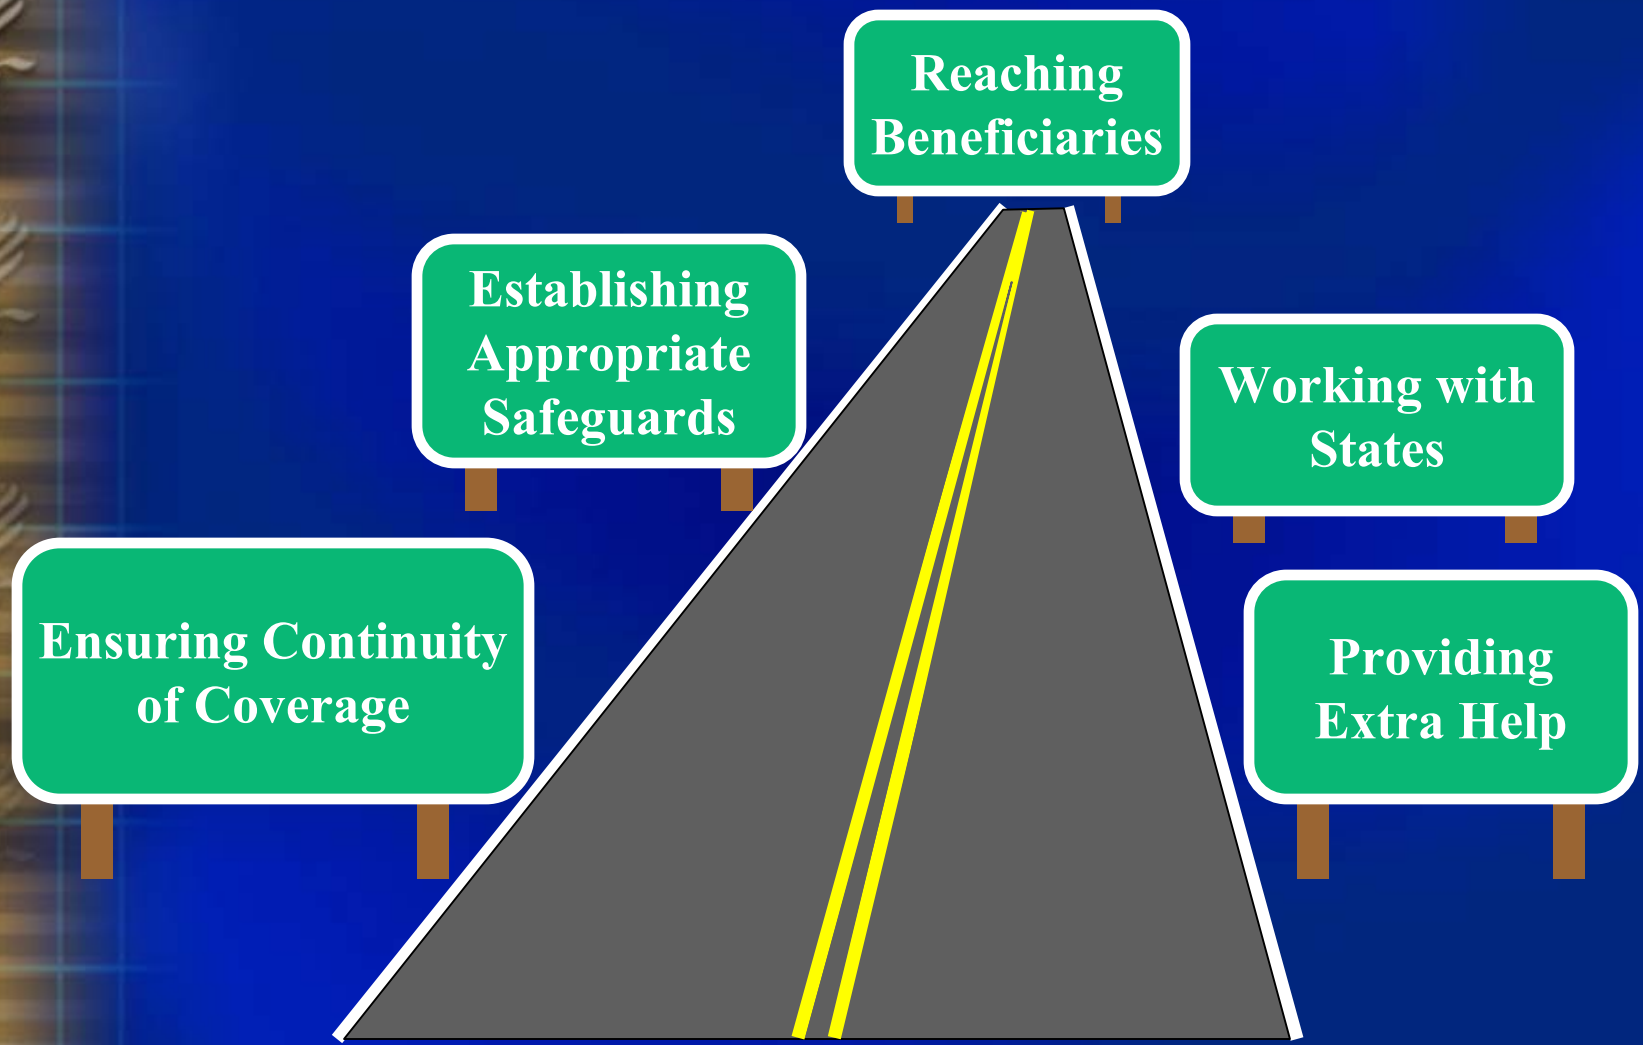 Reaching
Beneficiaries
Establishing
Appropriate
Safeguards
Working with
States
Ensuring Continuity
of Coverage
Providing
Extra Help